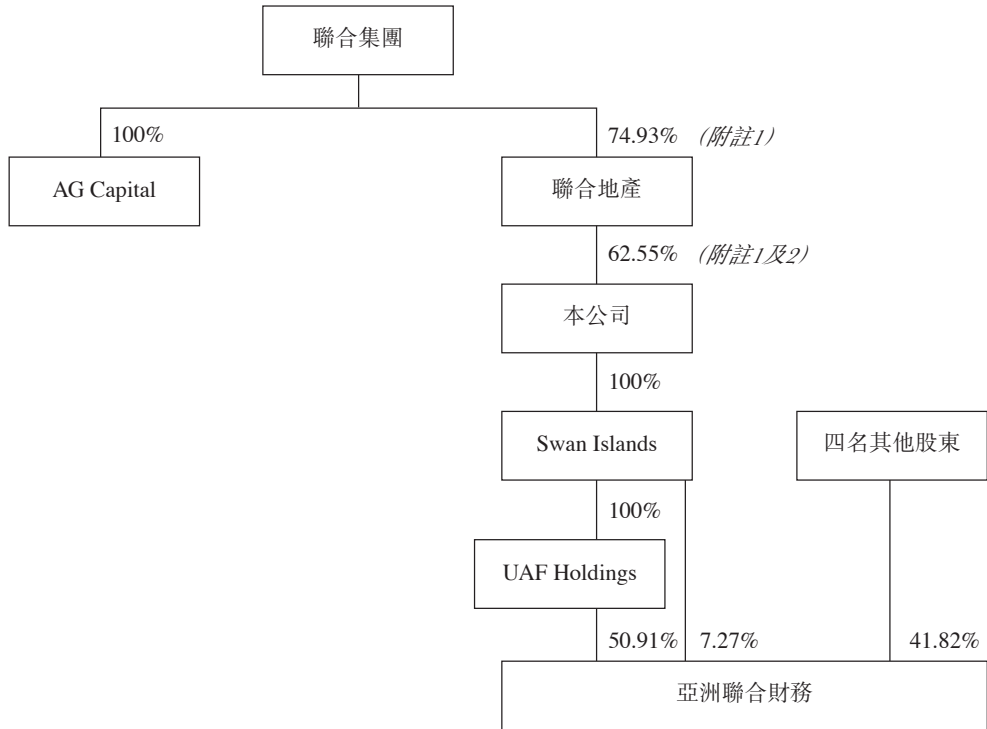 聯合集團
100%
74.93% (附註1)
AG Capital
聯合地產
62.55% (附註1及2)
本公司
100%
Swan Islands
四名其他股東
100%
UAF Holdings
50.91%
7.27%
41.82%
亞洲聯合財務